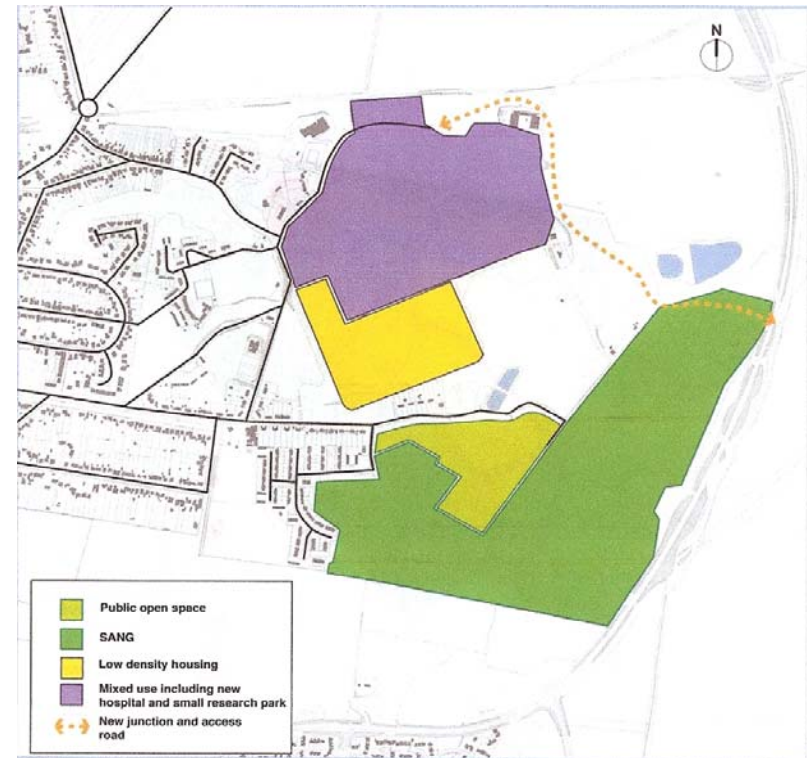 N
Public open space
SANG
Low density housing
Mixed use including new
hospital and small research park
New junction and access
road